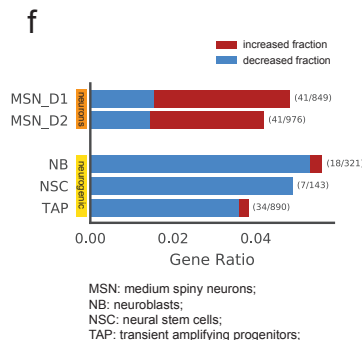 f
increased fraction
decreased fraction
MSN_D1 neurons (41/849)
MSN_D2 (41/976)
NB neurogenic (18/321)
NSC (7/143)
TAP (34/890)
0.00 0.02 0.04
Gene Ratio
MSN: medium spiny neurons;
NB: neuroblasts;
NSC: neural stem cells;
TAP: transient amplifying progenitors;